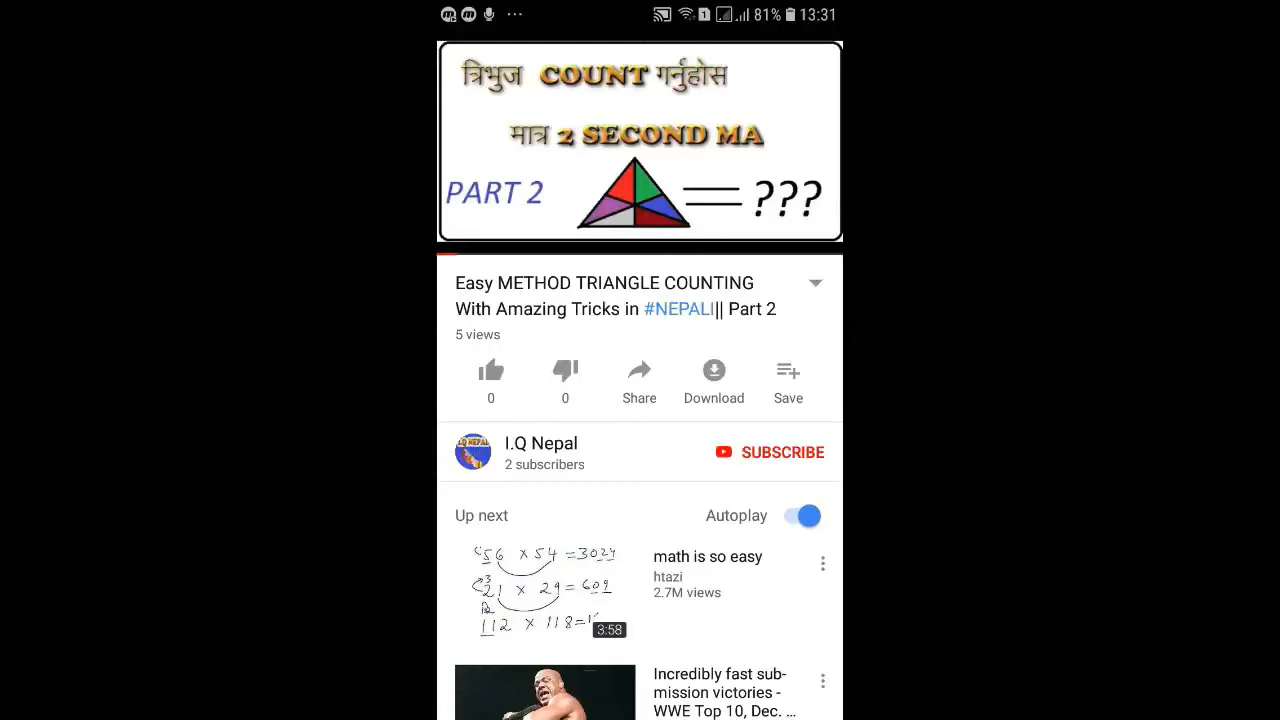 81% 13:31
त्रिभुज COUNT गर्नुहोस
मात्र 2 SECOND MA
PART 2
= ???
Easy METHOD TRIANGLE COUNTING
With Amazing Tricks in #NEPALI|| Part 2
5 views
0
0
Share
Download
Save
I.Q NEPAL
I.Q Nepal
2 subscribers
SUBSCRIBE
Up next
Autoplay
56 × 54 = 3024
21 × 29 = 609
112 × 118 = 1
3:58
math is so easy
htazi
2.7M views
Incredibly fast sub-
mission victories -
WWE Top 10, Dec. ...